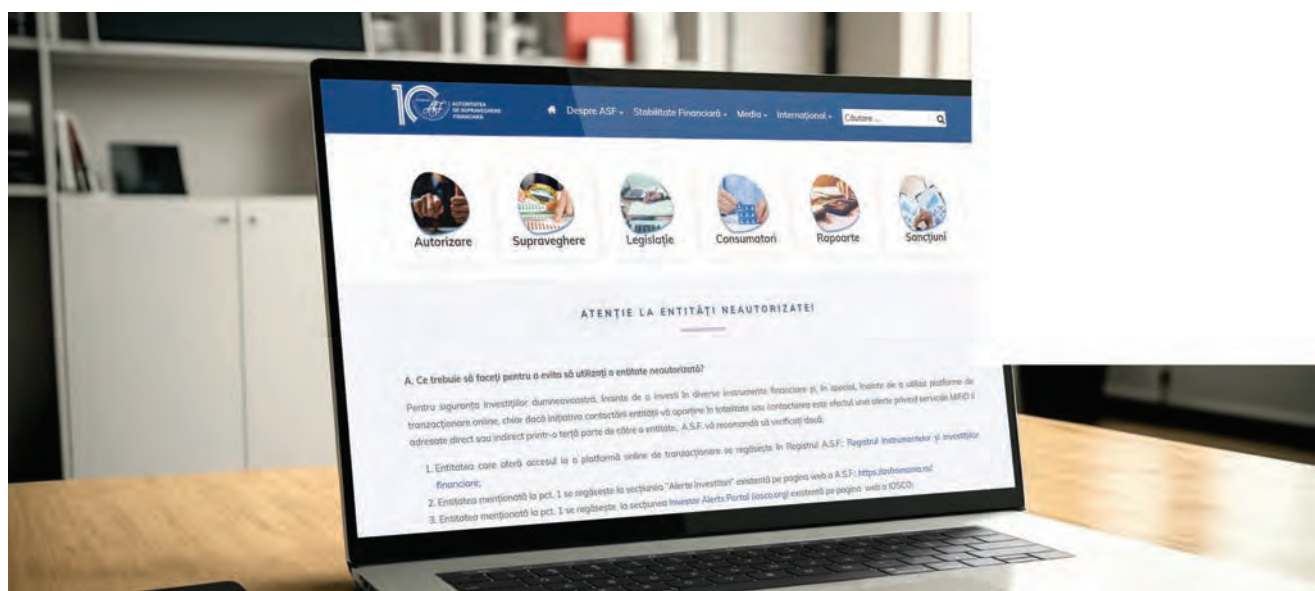 AUTORITATEA
DE SUPRAVEGHERE
FINANCIARĂ
Despre ASF
Stabilitate Financiară
Media
Internațional
Căutare ...
Autorizare
Supraveghere
Legislație
Consumatori
Rapoarte
Sancțiuni
ATENȚIE LA ENTITĂȚI NEAUTORIZATE!
A. Ce trebuie să faceți pentru a evita să utilizați o entitate neautorizată?
Pentru siguranța investițiilor dumneavoastră, înainte de a investi în diverse instrumente financiare și, în special, înainte de a utiliza platforme de
tranzacționare online, chiar dacă inițiativa contactării entității vă aparține în totalitate sau contactarea este efectul unei oferte privind serviciile MiFID II
adresate direct sau indirect printr-o terță parte de către o entitate, A.S.F. vă recomandă să verificați dacă:
1. Entitatea care oferă accesul la o platformă online de tranzacționare se regăsește în Registrul A.S.F.: Registrul instrumentelor și investițiilor
financiare;
2. Entitatea menționată la pct. 1 se regăsește la secțiunea "Alerte investitori" existentă pe pagina web a A.S.F.: https://asfromania.ro/
3. Entitatea menționată la pct. 1 se regăsește la secțiunea Investor Alerts Portal (iosco.org) existentă pe pagina web a IOSCO;